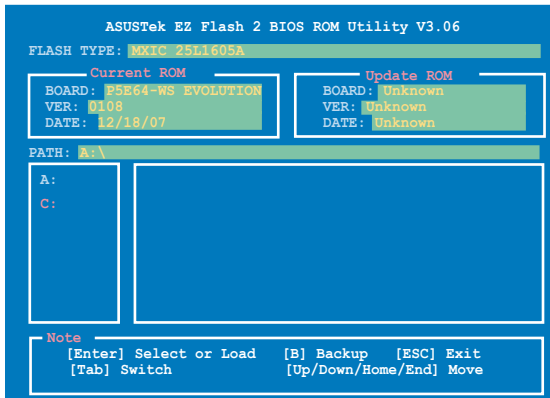 ASUSTek EZ Flash 2 BIOS ROM Utility V3.06
FLASH TYPE: MXIC 25L1605A
Current ROM
BOARD: P5E64-WS EVOLUTION
VER: 0108
DATE: 12/18/07
Update ROM
BOARD: Unknown
VER: Unknown
DATE: Unknown
PATH: A:\
A:
C:
Note
[Enter] Select or Load [B] Backup [ESC] Exit
[Tab] Switch [Up/Down/Home/End] Move